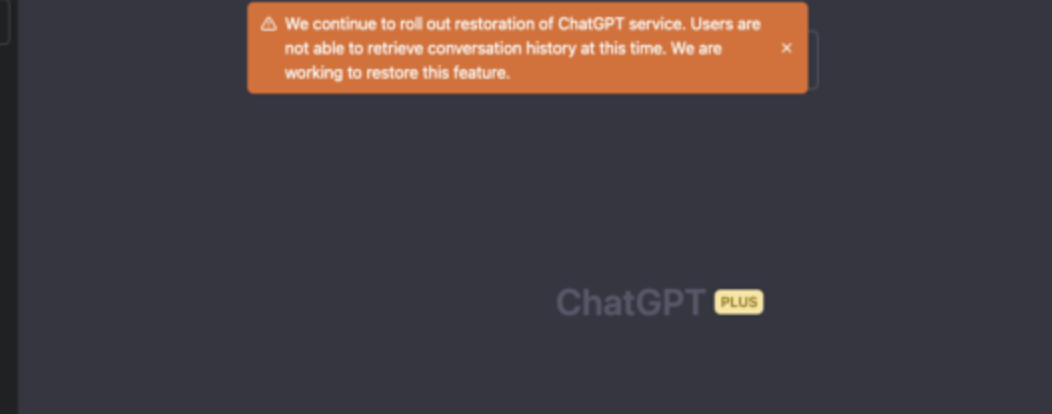 We continue to roll out restoration of ChatGPT service. Users are
not able to retrieve conversation history at this time. We are
working to restore this feature.
ChatGPT PLUS